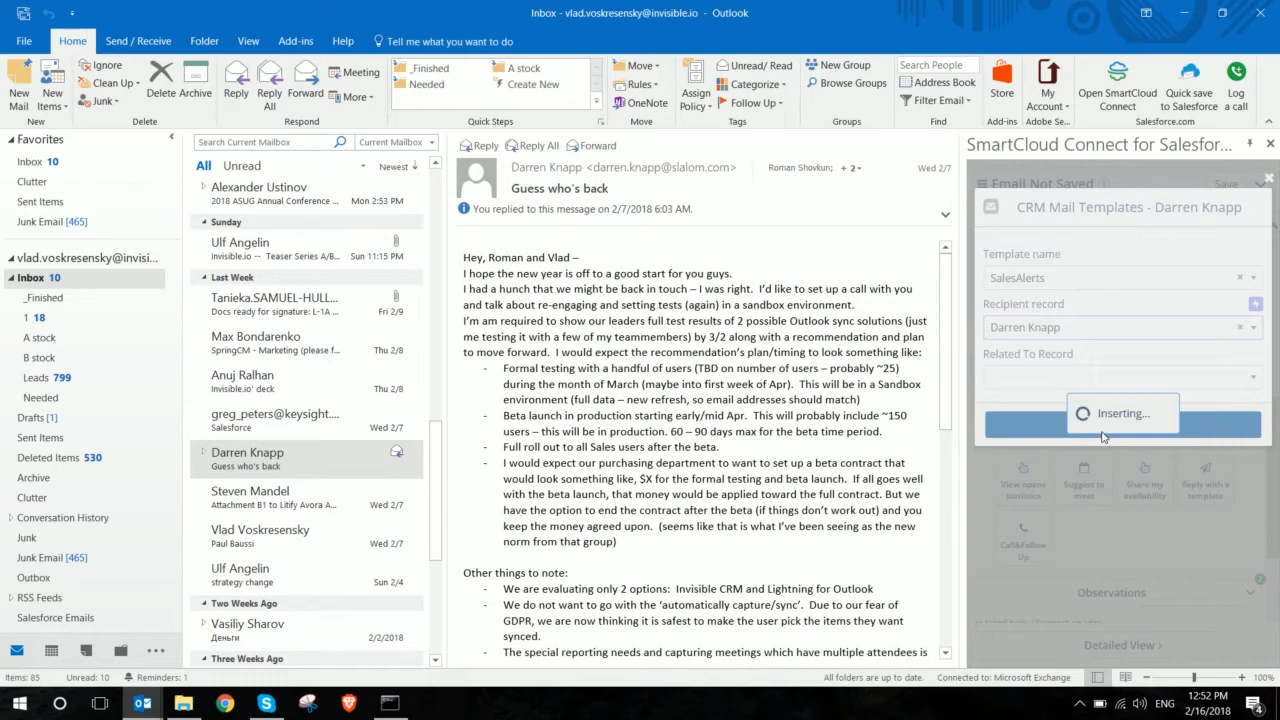 Inbox - vlad.voskresensky@invisible.io - Outlook
File Home Send / Receive Folder View Add-ins Help Tell me what you want to do
New Mail
New Items
New
Ignore
Clean Up
Junk
Delete
Archive
Delete
Reply
Reply All
Forward
Meeting
More
Respond
_Finished
Needed
A stock
Create New
Quick Steps
Move
Rules
OneNote
Move
Assign Policy
Unread/ Read
Categorize
Follow Up
Tags
New Group
Browse Groups
Groups
Search People
Address Book
Filter Email
Find
Store
Add-ins
My Account
Adobe Se...
Open SmartCloud Connect
Quick save to Salesforce
Log a call
Salesforce.com
Favorites
Inbox 10
Clutter
Sent Items
Junk Email [465]
vlad.voskresensky@invisi...
Inbox 10
_Finished
1 18
A stock
B stock
Leads 799
Needed
Drafts [1]
Sent Items
Deleted Items 530
Archive
Clutter
Conversation History
Junk
Junk Email [465]
Outbox
RSS Feeds
Salesforce Emails
Search Current Mailbox Current Mailbox
All Unread Newest
Alexander Ustinov
2018 ASUG Annual Conference ... Mon 2:53 PM
Sunday
Ulf Angelin
Invisible.io -- Teaser Series A/B... Sun 11:15 PM
Last Week
Tanieka.SAMUEL-HULL...
Docs ready for signature: L-1A ... Fri 2/9
Max Bondarenko
SpringCM - Marketing (please f... Thu 2/8
Anuj Ralhan
Invisible.io' deck Thu 2/8
greg_peters@keysight....
Salesforce Wed 2/7
Darren Knapp
Guess who's back
Steven Mandel
Attachment B1 to Litify Avora A... Wed 2/7
Vlad Voskresensky
Paul Baussi Wed 2/7
Ulf Angelin
strategy change Sun 2/4
Two Weeks Ago
Vasiliy Sharov
Деньги 2/2/2018
Three Weeks Ago
Reply Reply All Forward
Darren Knapp <darren.knapp@slalom.com> Roman Shovkun; + 2 Wed 2/7
Guess who's back
You replied to this message on 2/7/2018 6:03 AM.
Hey, Roman and Vlad –
I hope the new year is off to a good start for you guys.
I had a hunch that we might be back in touch – I was right. I'd like to set up a call with you
and talk about re-engaging and setting tests (again) in a sandbox environment.
I'm am required to show our leaders full test results of 2 possible Outlook sync solutions (just
me testing it with a few of my teammembers) by 3/2 along with a recommendation and plan
to move forward. I would expect the recommendation's plan/timing to look something like:
- Formal testing with a handful of users (TBD on number of users – probably ~25)
during the month of March (maybe into first week of Apr). This will be in a Sandbox
environment (full data – new refresh, so email addresses should match)
- Beta launch in production starting early/mid Apr. This will probably include ~150
users – this will be in production. 60 – 90 days max for the beta time period.
- Full roll out to all Sales users after the beta.
- I would expect our purchasing department to want to set up a beta contract that
would look something like, $X for the formal testing and beta launch. If all goes well
with the beta launch, that money would be applied toward the full contract. But we
have the option to end the contract after the beta (if things don't work out) and you
keep the money agreed upon. (seems like that is what I've been seeing as the new
norm from that group)
Other things to note:
- We are evaluating only 2 options: Invisible CRM and Lightning for Outlook
- We do not want to go with the 'automatically capture/sync'. Due to our fear of
GDPR, we are now thinking it is safest to make the user pick the items they want
synced.
- The special reporting needs and capturing meetings which have multiple attendees is
SmartCloud Connect for Salesfor...
Email Not Saved Save
CRM Mail Templates - Darren Knapp
Template name
SalesAlerts
Recipient record
Darren Knapp
Related To Record
Inserting...
View opens statistics
Suggest to meet
Share my availability
Reply with a template
Call&Follow Up
Observations
Detailed View
Items: 85 Unread: 10 Reminders: 1 All folders are up to date. Connected to: Microsoft Exchange 100%
ENG
12:52 PM
2/16/2018
4